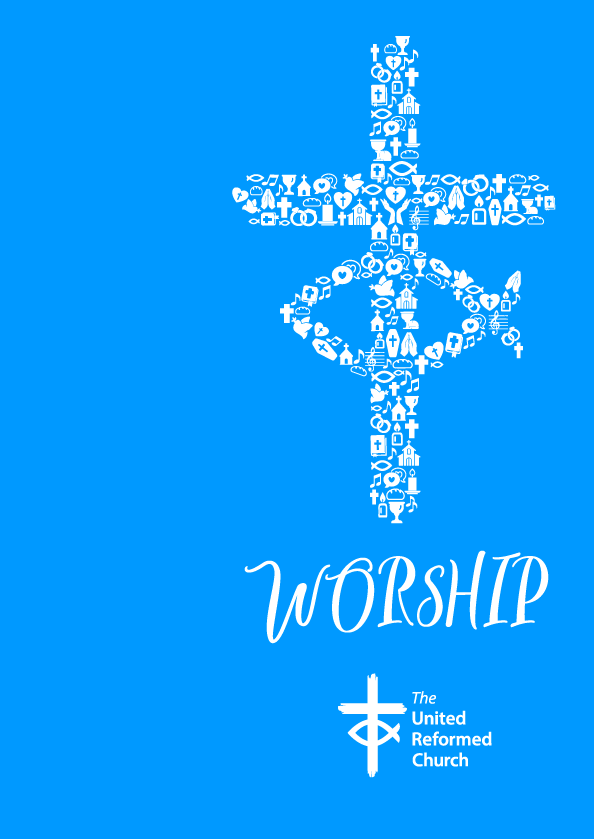 WORSHIP
The
United
Reformed
Church